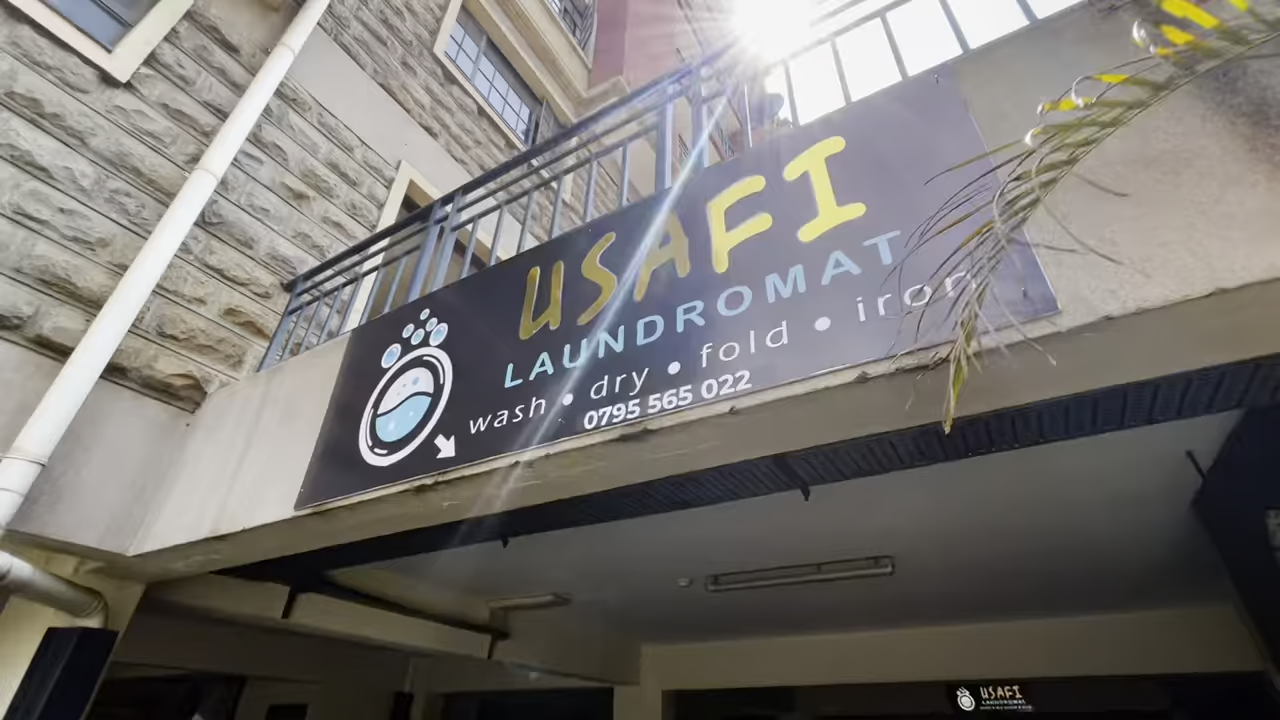 USAFI
LAUNDROMAT
wash • dry • fold • iron
0795 565 022
USAFI
LAUNDROMAT